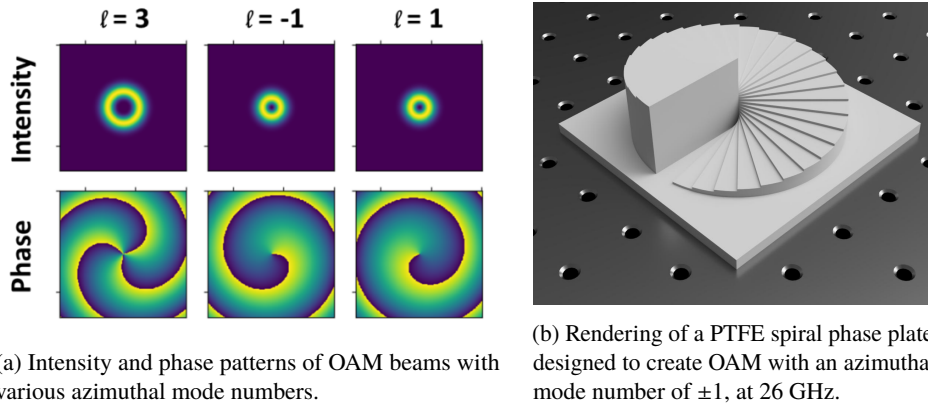 ℓ = 3 ℓ = -1 ℓ = 1
Intensity
Phase
(a) Intensity and phase patterns of OAM beams with
various azimuthal mode numbers.
(b) Rendering of a PTFE spiral phase plate
designed to create OAM with an azimuthal
mode number of ±1, at 26 GHz.